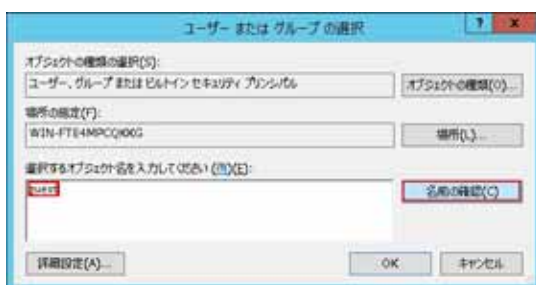 ユーザー または グループ の選択
オブジェクトの種類の選択(S):
ユーザー、グループ または ビルトイン セキュリティ プリンシパル
オブジェクトの種類(O)...
場所の指定(F):
場所(L)...
選択するオブジェクト名を入力してください (例)(E):
guest
名前の確認(C)
詳細設定(A)...
OK
キャンセル